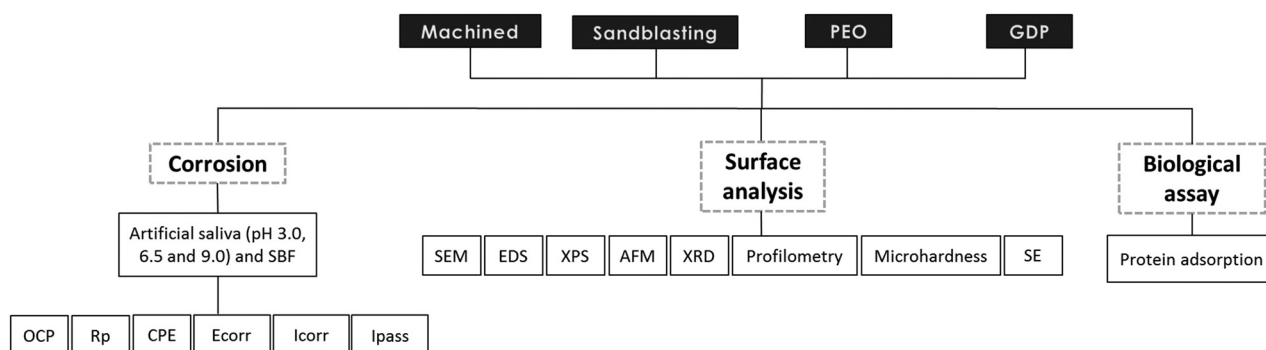 Machined
Sandblasting
PEO
GDP
Corrosion
Surface
analysis
Biological
assay
Artificial saliva (pH 3.0,
6.5 and 9.0) and SBF
SEM
EDS
XPS
AFM
XRD
Profilometry
Microhardness
SE
Protein adsorption
OCP
Rp
CPE
Ecorr
Icorr
Ipass